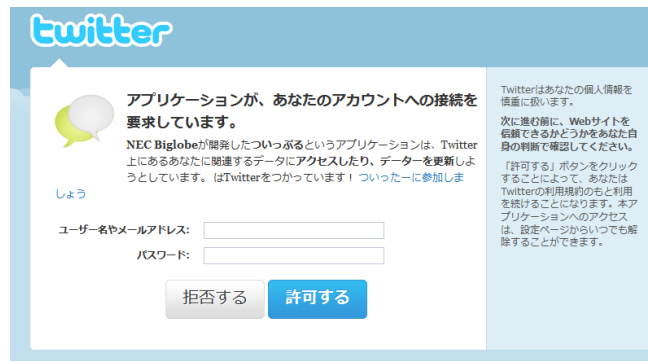 twitter
アプリケーションが、あなたのアカウントへの接続を
要求しています。
NEC Biglobeが開発したついっぷるというアプリケーションは、Twitter
上にあるあなたに関連するデータにアクセスしたり、データーを更新しよ
うとしています。 はTwitterをつかっています！ ついったーに参加しま
しょう
ユーザー名やメールアドレス:
パスワード:
拒否する
許可する
Twitterはあなたの個人情報を
慎重に扱います。
次に進む前に、Webサイトを
信頼できるかどうかをあなた自
身の判断で確認してください。
「許可する」ボタンをクリック
することによって、あなたは
Twitterの利用規約のもと利用
を続けることになります。本ア
プリケーションへのアクセス
は、設定ページからいつでも解
除することができます。